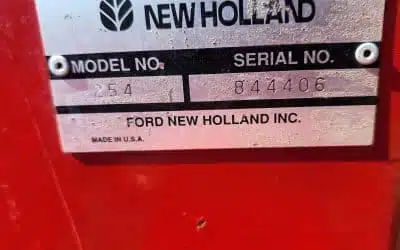 NEW HOLLAND
MODEL NO. SERIAL NO.
254 844406
FORD NEW HOLLAND INC.
MADE IN U.S.A.